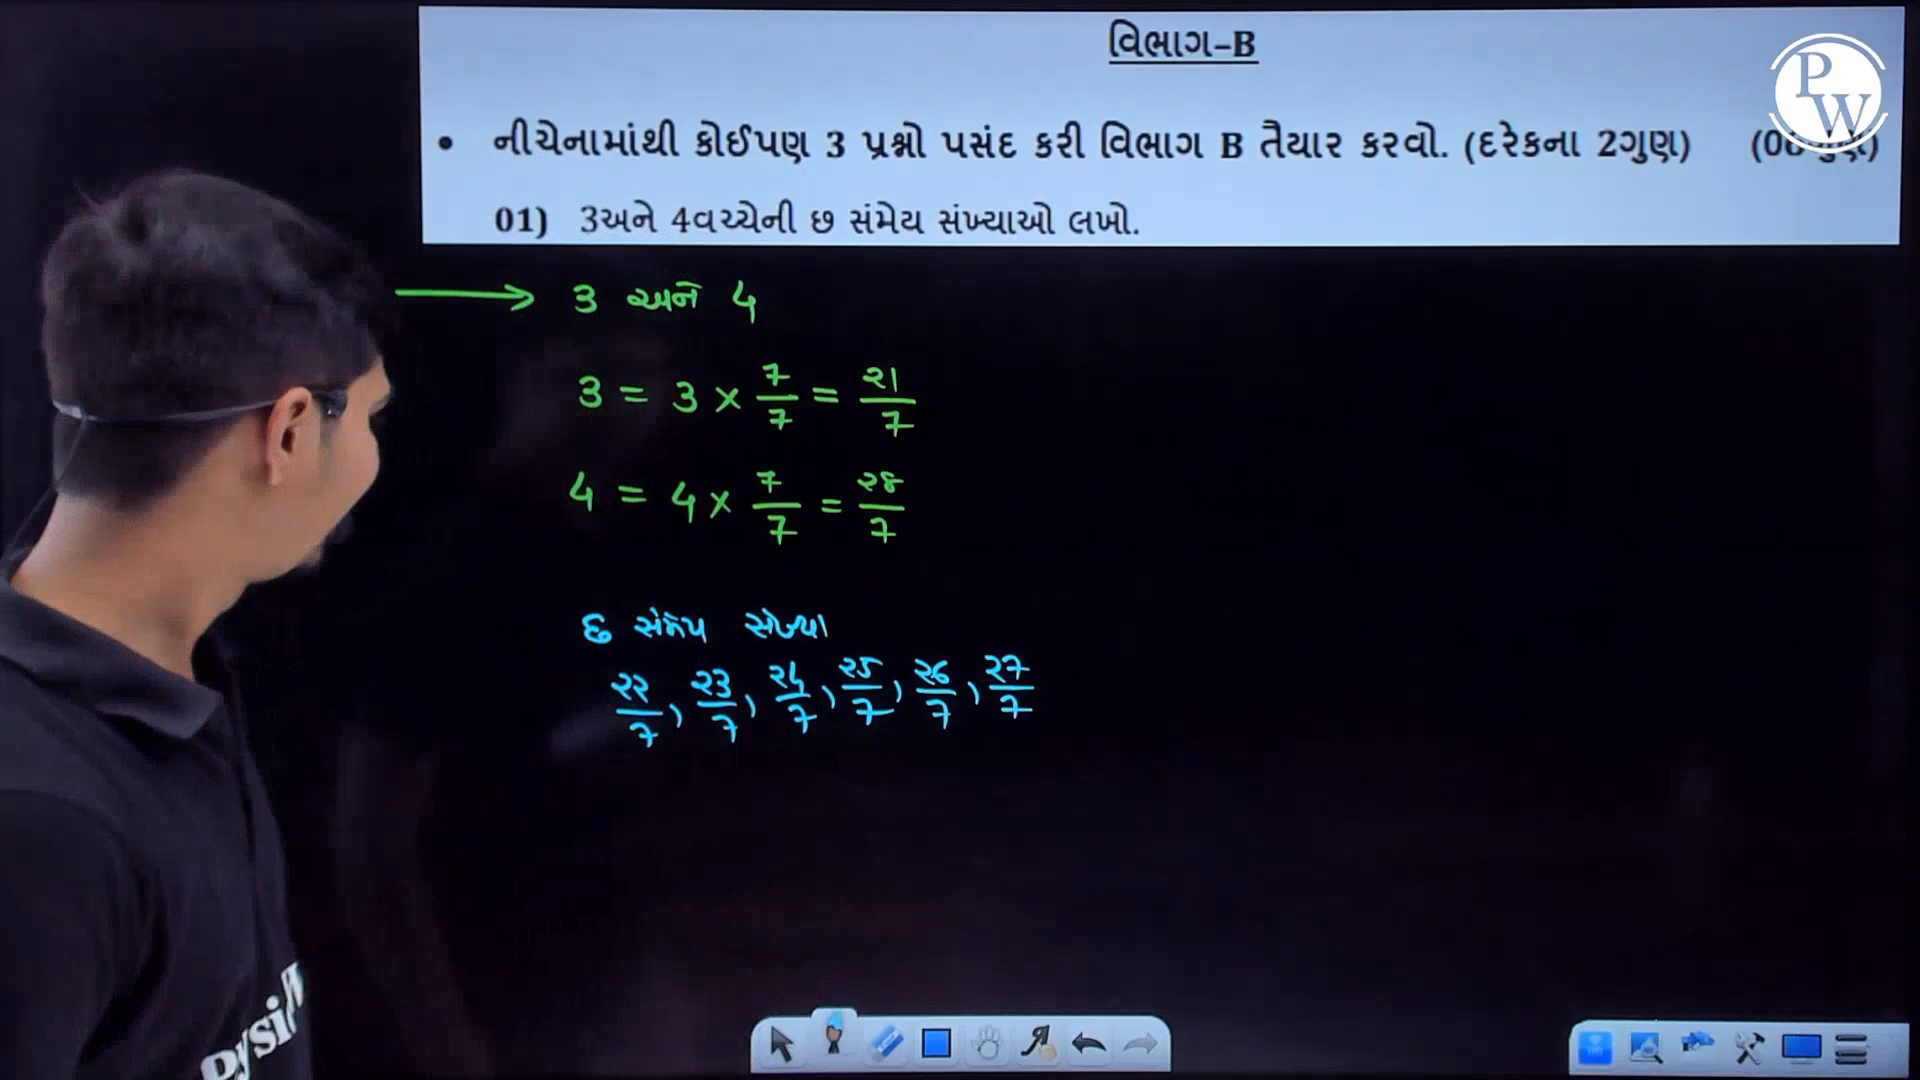 વિભાગ–B
PW
• નીચેનામાંથી કોઈપણ 3 પ્રશ્નો પસંદ કરી વિભાગ B તૈયાર કરવો. (દરેકના 2ગુણ)
01) 3અને 4વચ્ચેની છ સંમેય સંખ્યાઓ લખો.
→ 3 અને 4
3 = 3 × 7/7 = 21/7
4 = 4 × 7/7 = 28/7
છ સંમેય સંખ્યા
22/7, 23/7, 24/7, 25/7, 26/7, 27/7